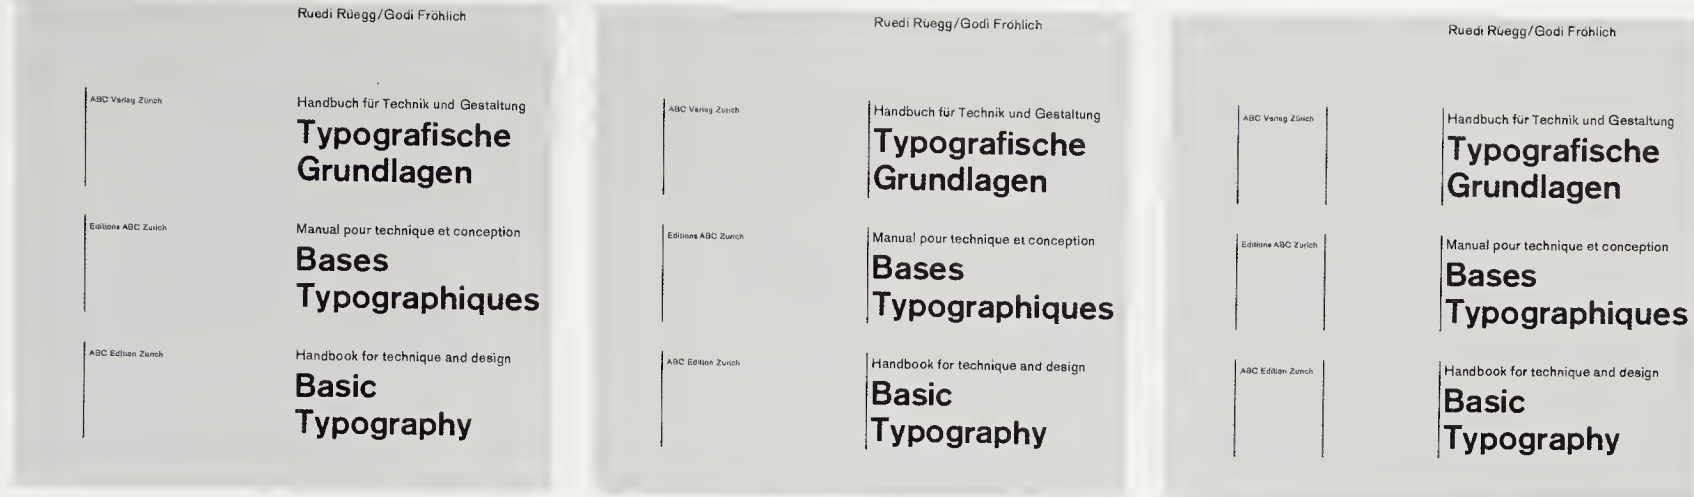 Ruedi Rüegg/Godi Fröhlich
ABC Verlag Zürich
Handbuch für Technik und Gestaltung
Typografische
Grundlagen
Editions ABC Zurich
Manual pour technique et conception
Bases
Typographiques
ABC Edition Zurich
Handbook for technique and design
Basic
Typography
Ruedi Rüegg/Godi Fröhlich
ABC Verlag Zürich
Handbuch für Technik und Gestaltung
Typografische
Grundlagen
Editions ABC Zurich
Manual pour technique et conception
Bases
Typographiques
ABC Edition Zurich
Handbook for technique and design
Basic
Typography
Ruedi Rüegg/Godi Fröhlich
ABC Verlag Zürich
Handbuch für Technik und Gestaltung
Typografische
Grundlagen
Editions ABC Zurich
Manual pour technique et conception
Bases
Typographiques
ABC Edition Zurich
Handbook for technique and design
Basic
Typography